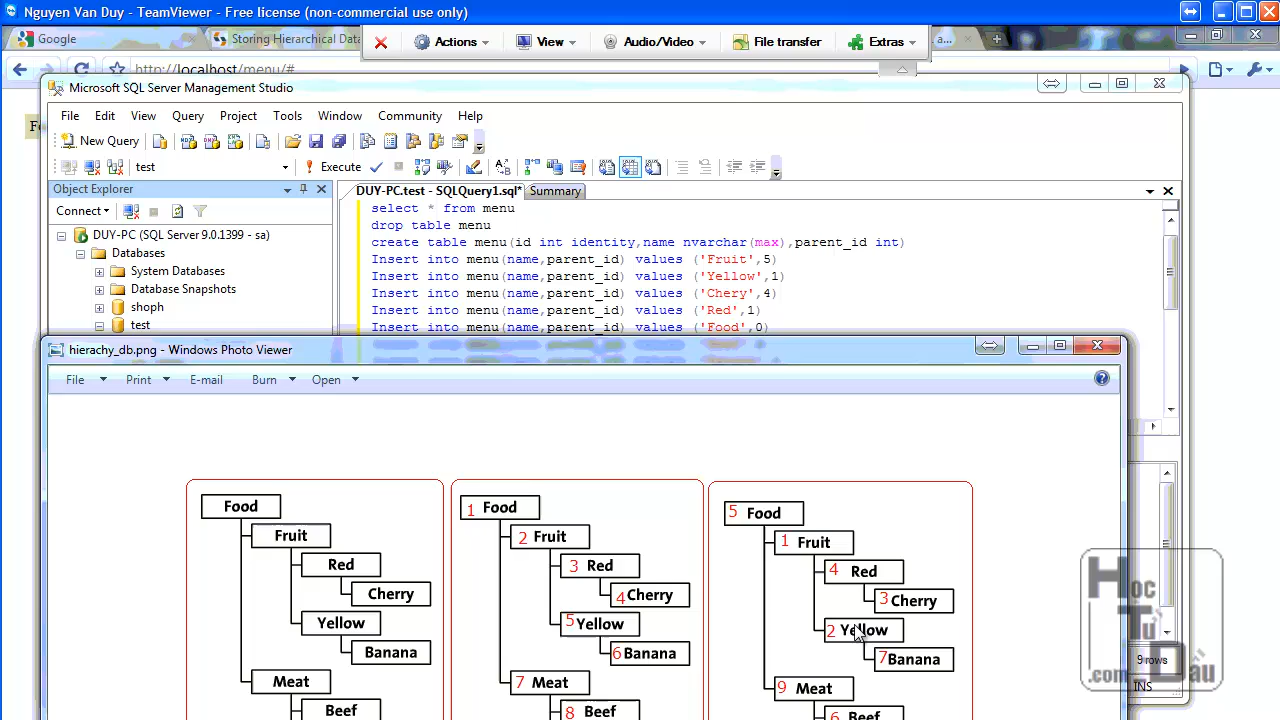 Nguyen Van Duy - TeamViewer - Free license (non-commercial use only)
Google
Storing Hierarchical Data
a...
Actions
View
Audio/Video
File transfer
Extras
http://localhost/menu/#
Microsoft SQL Server Management Studio
File Edit View Query Project Tools Window Community Help
New Query
test
Execute
Object Explorer
Connect
DUY-PC (SQL Server 9.0.1399 - sa)
Databases
System Databases
Database Snapshots
shoph
test
DUY-PC.test - SQLQuery1.sql*
Summary
select * from menu
drop table menu
create table menu(id int identity,name nvarchar(max),parent_id int)
Insert into menu(name,parent_id) values ('Fruit',5)
Insert into menu(name,parent_id) values ('Yellow',1)
Insert into menu(name,parent_id) values ('Chery',4)
Insert into menu(name,parent_id) values ('Red',1)
Insert into menu(name,parent_id) values ('Food',0)
hierachy_db.png - Windows Photo Viewer
File Print E-mail Burn Open
Food
Fruit
Red
Cherry
Yellow
Banana
Meat
Beef
1 Food
2 Fruit
3 Red
4 Cherry
5 Yellow
6 Banana
7 Meat
8 Beef
5 Food
1 Fruit
4 Red
3 Cherry
2 Yellow
7 Banana
9 Meat
6 Beef
9 rows
INS
Hoc
Tu
.com Dau